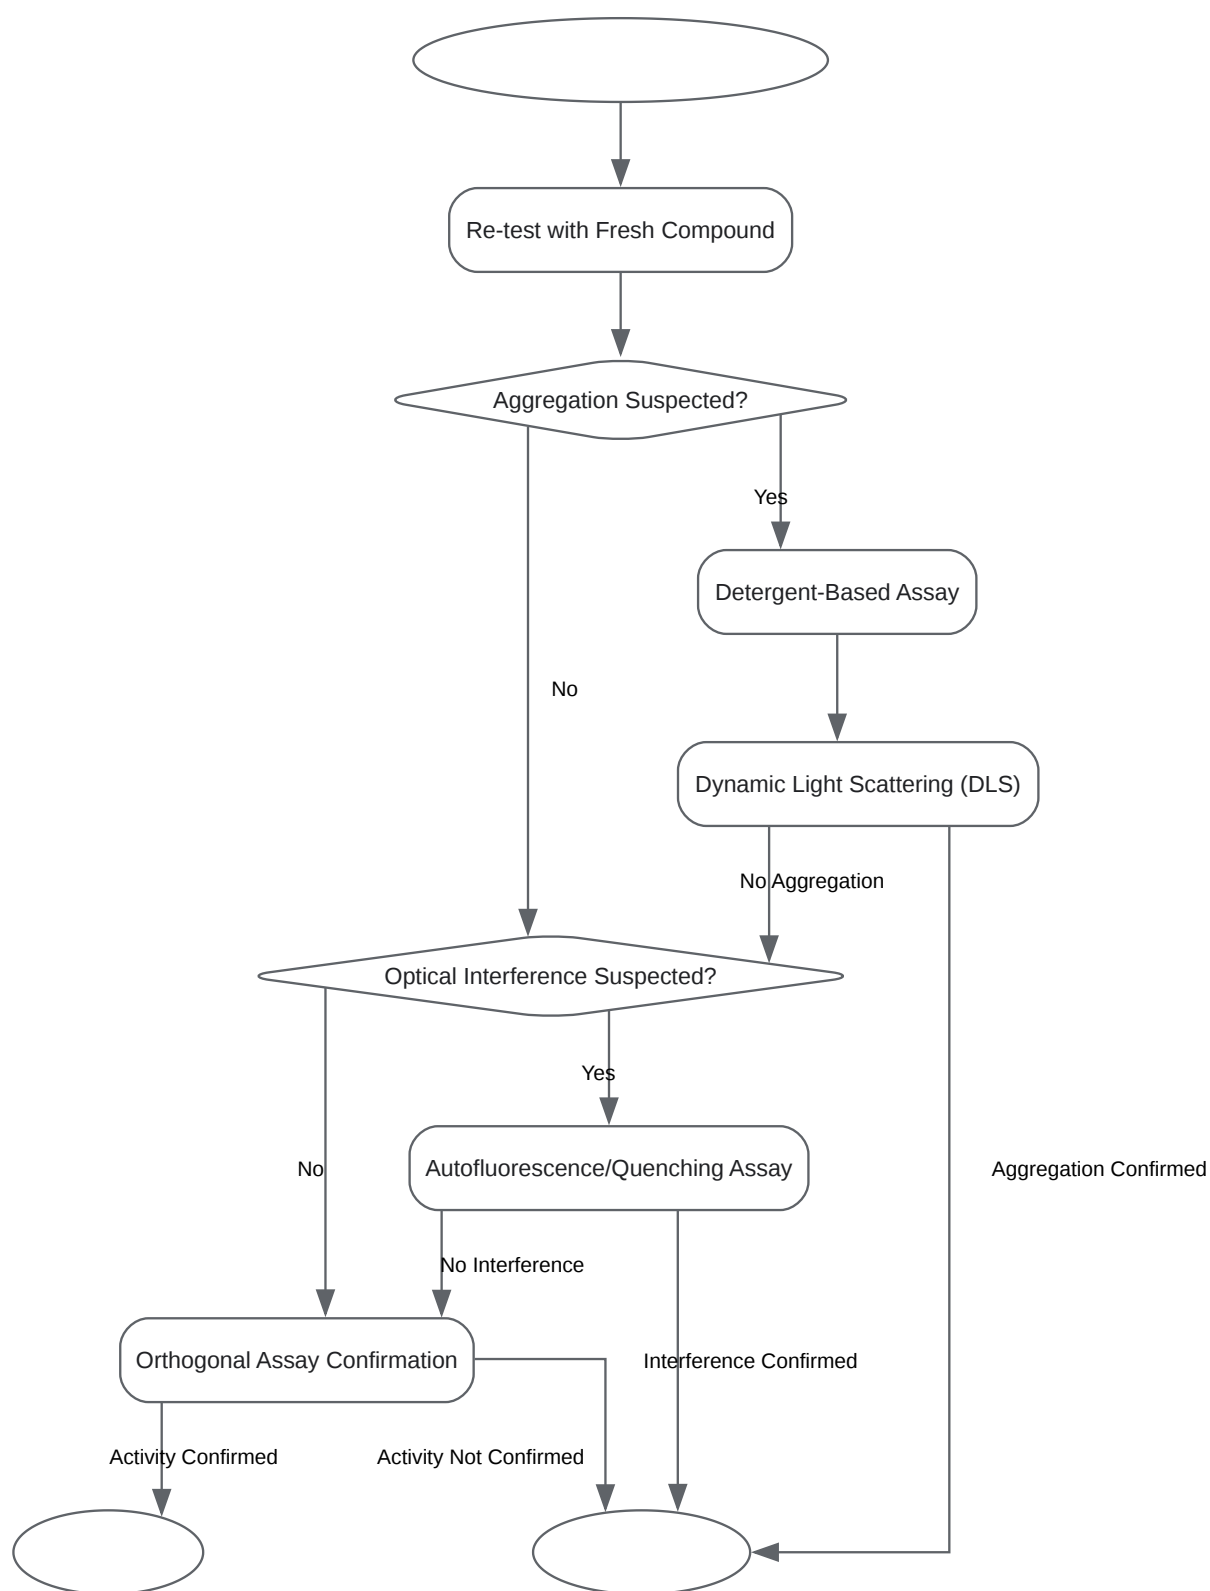 Re-test with Fresh Compound
Aggregation Suspected?
Yes
Detergent-Based Assay
No
Dynamic Light Scattering (DLS)
No Aggregation
Optical Interference Suspected?
Yes
No
Autofluorescence/Quenching Assay
Aggregation Confirmed
No Interference
Orthogonal Assay Confirmation
Interference Confirmed
Activity Confirmed
Activity Not Confirmed